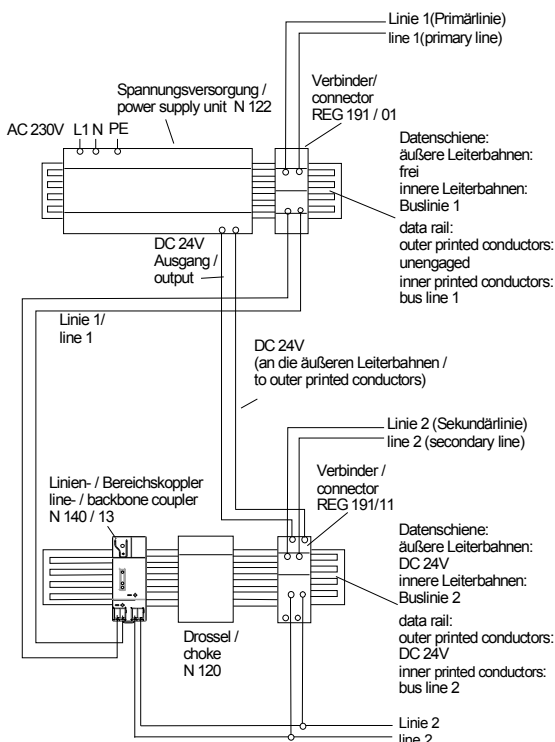 Linie 1(Primärlinie)
line 1(primary line)
Spannungsversorgung /
power supply unit N 122
Verbinder/
connector
REG 191 / 01
AC 230V L1 N PE
Datenschiene:
äußere Leiterbahnen:
frei
innere Leiterbahnen:
Buslinie 1
data rail:
outer printed conductors:
unengaged
inner printed conductors:
bus line 1
DC 24V
Ausgang /
output
Linie 1/
line 1
DC 24V
(an die äußeren Leiterbahnen /
to outer printed conductors)
Linie 2 (Sekundärlinie)
line 2 (secondary line)
Linien- / Bereichskoppler
line- / backbone coupler
N 140 / 13
Verbinder /
connector
REG 191/11
Datenschiene:
äußere Leiterbahnen:
DC 24V
innere Leiterbahnen:
Buslinie 2
data rail:
outer printed conductors:
DC 24V
inner printed conductors:
bus line 2
Drossel /
choke
N 120
Linie 2
line 2